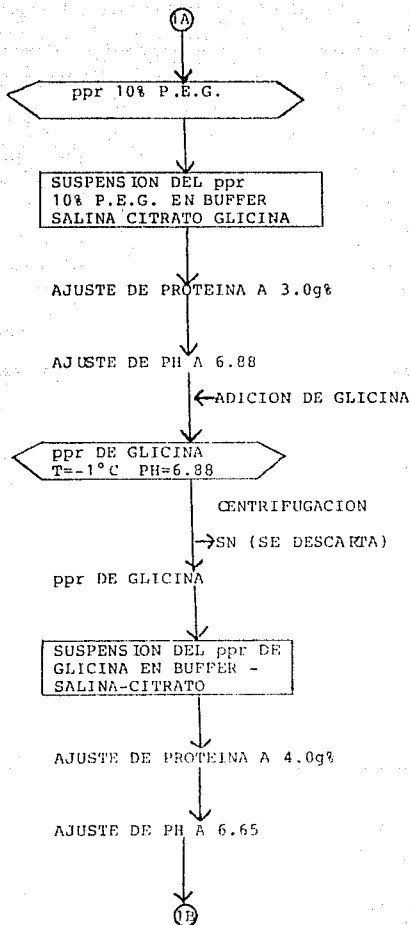 1A
ppr 10% P.E.G.
SUSPENSION DEL ppr
10% P.E.G. EN BUFFER
SALINA CITRATO GLICINA
AJUSTE DE PROTEINA A 3.0g%
AJUSTE DE PH A 6.88
ADICION DE GLICINA
ppr DE GLICINA
T=-1°C PH=6.88
CENTRIFUGACION
SN (SE DESCARTA)
ppr DE GLICINA
SUSPENSION DEL ppr DE
GLICINA EN BUFFER -
SALINA-CITRATO
AJUSTE DE PROTEINA A 4.0g%
AJUSTE DE PH A 6.65
1B